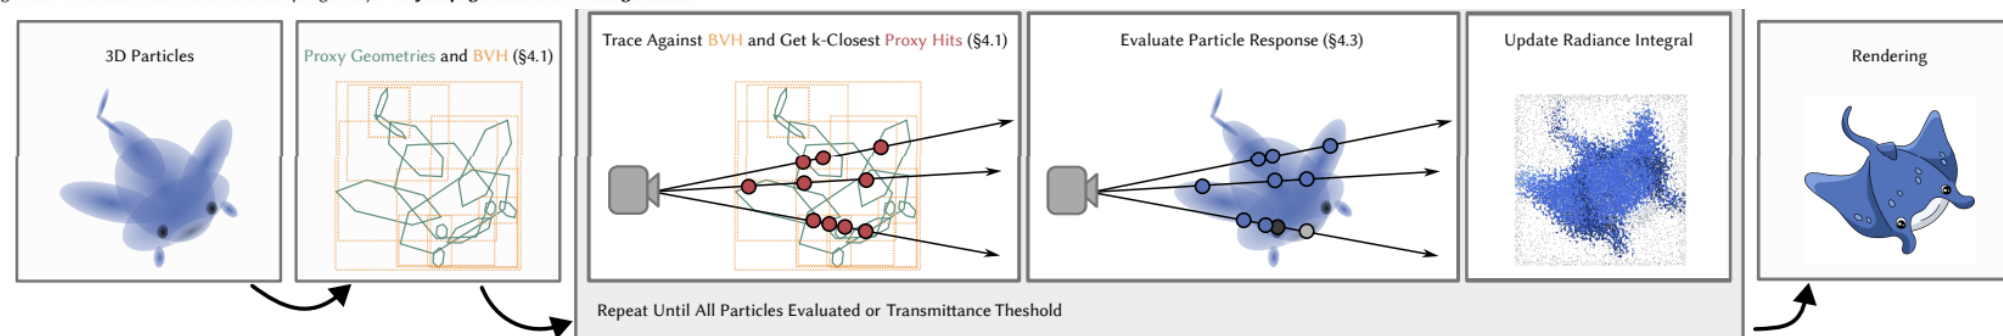 3D Particles
Proxy Geometries and BVH (§4.1)
Trace Against BVH and Get k-Closest Proxy Hits (§4.1)
Evaluate Particle Response (§4.3)
Update Radiance Integral
Rendering
Repeat Until All Particles Evaluated or Transmittance Theshold